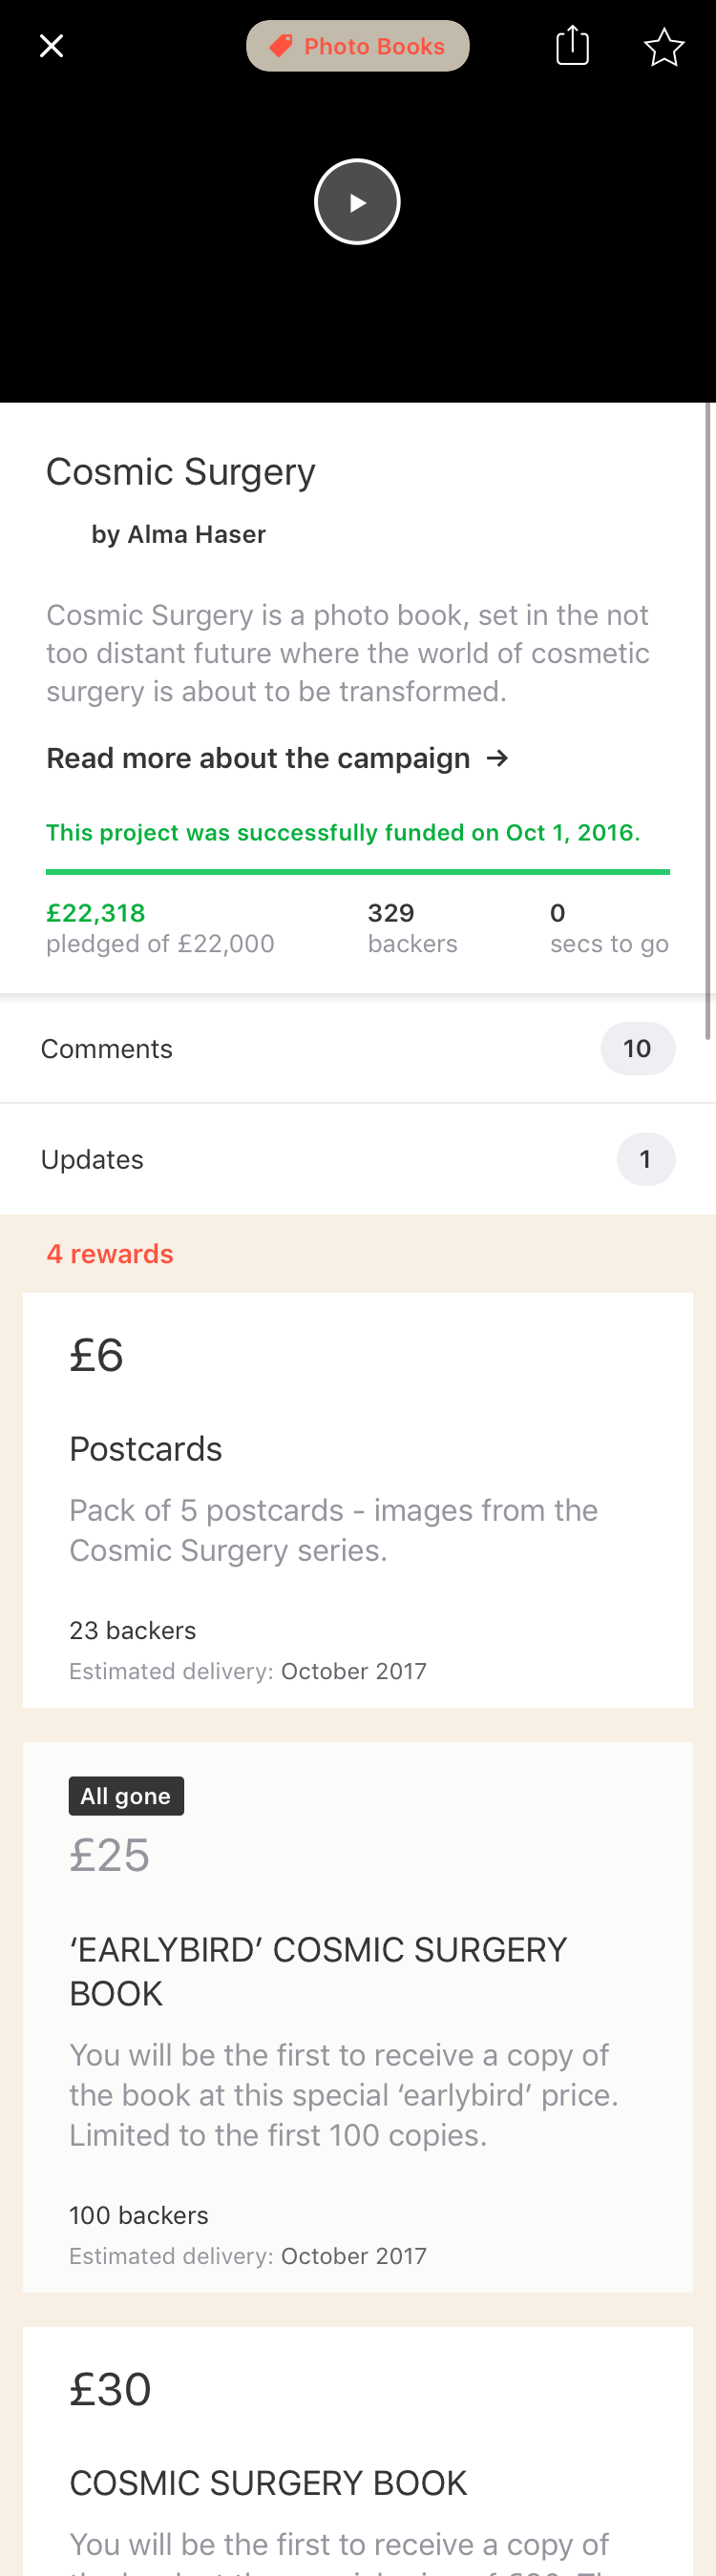 Photo Books
Cosmic Surgery
by Alma Haser
Cosmic Surgery is a photo book, set in the not
too distant future where the world of cosmetic
surgery is about to be transformed.
Read more about the campaign →
This project was successfully funded on Oct 1, 2016.
£22,318 329 0
pledged of £22,000 backers secs to go
Comments 10
Updates 1
4 rewards
£6
Postcards
Pack of 5 postcards - images from the
Cosmic Surgery series.
23 backers
Estimated delivery: October 2017
All gone
£25
‘EARLYBIRD’ COSMIC SURGERY
BOOK
You will be the first to receive a copy of
the book at this special ‘earlybird’ price.
Limited to the first 100 copies.
100 backers
Estimated delivery: October 2017
£30
COSMIC SURGERY BOOK
You will be the first to receive a copy of